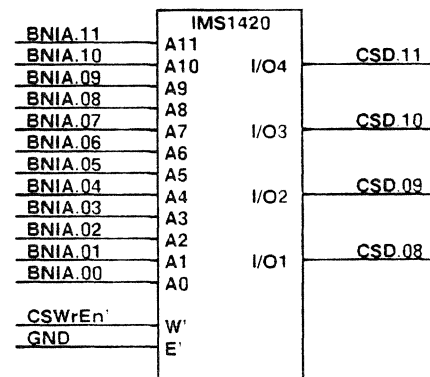 IMS1420
BNIA.11 A11
BNIA.10 A10 I/O4 CSD.11
BNIA.09 A9
BNIA.08 A8
BNIA.07 A7 I/O3 CSD.10
BNIA.06 A6
BNIA.05 A5
BNIA.04 A4 I/O2 CSD.09
BNIA.03 A3
BNIA.02 A2
BNIA.01 A1 I/O1 CSD.08
BNIA.00 A0
CSWrEn' W'
GND E'